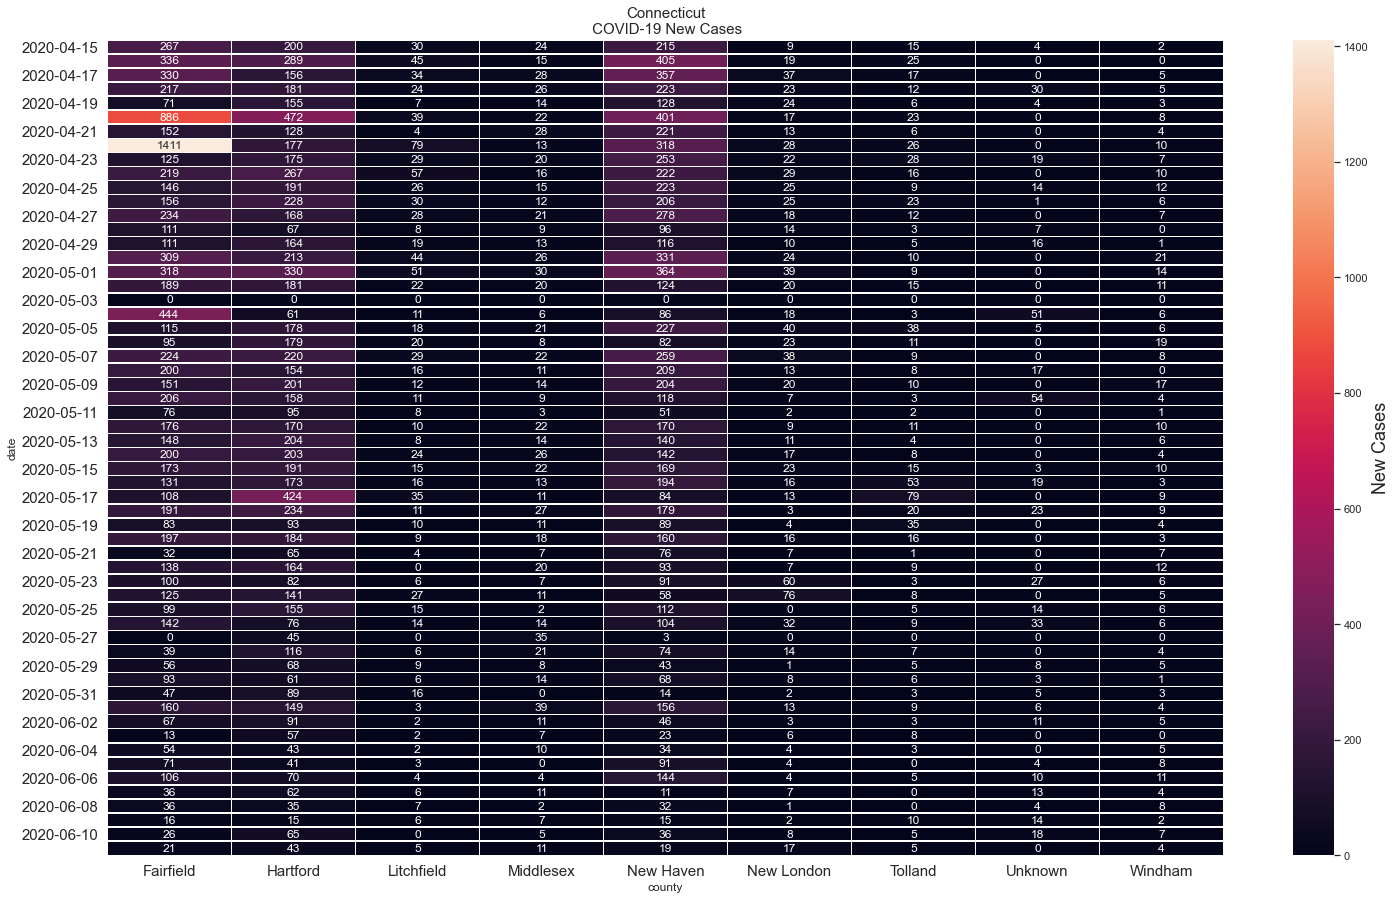 Connecticut
COVID-19 New Cases
2020-04-15 267 200 30 24 215 9 15 4 2
336 289 45 15 405 19 25 0 0
2020-04-17 330 156 34 28 357 37 17 0 5
217 181 24 26 223 23 12 30 5
2020-04-19 71 155 7 14 128 24 6 4 3
886 472 39 22 401 17 23 0 8
2020-04-21 152 128 4 28 221 13 6 0 4
1411 177 79 13 318 28 26 0 10
2020-04-23 125 175 29 20 253 22 28 19 7
219 267 57 16 222 29 16 0 10
2020-04-25 146 191 26 15 223 25 9 14 12
156 228 30 12 206 25 23 1 6
2020-04-27 234 168 28 21 278 18 12 0 7
111 67 8 9 96 14 3 7 0
2020-04-29 111 164 19 13 116 10 5 16 1
309 213 44 26 331 24 10 0 21
2020-05-01 318 330 51 30 364 39 9 0 14
189 181 22 20 124 20 15 0 11
2020-05-03 0 0 0 0 0 0 0 0 0
444 61 11 6 86 18 3 51 6
2020-05-05 115 178 18 21 227 40 38 5 6
95 179 20 8 82 23 11 0 19
2020-05-07 224 220 29 22 259 38 9 0 8
200 154 16 11 209 13 8 17 0
2020-05-09 151 201 12 14 204 20 10 0 17
206 158 11 9 118 7 3 54 4
2020-05-11 76 95 8 3 51 2 2 0 1
176 170 10 22 170 9 11 0 10
2020-05-13 148 204 8 14 140 11 4 0 6
200 203 24 26 142 17 8 0 4
2020-05-15 173 191 15 22 169 23 15 3 10
131 173 16 13 194 16 53 19 3
2020-05-17 108 424 35 11 84 13 79 0 9
191 234 11 27 179 3 20 23 9
2020-05-19 83 93 10 11 89 4 35 0 4
197 184 9 18 160 16 16 0 3
2020-05-21 32 65 4 7 76 7 1 0 7
138 164 0 20 93 7 9 0 12
2020-05-23 100 82 6 7 91 60 3 27 6
125 141 27 11 58 76 8 0 5
2020-05-25 99 155 15 2 112 0 5 14 6
142 76 14 14 104 32 9 33 6
2020-05-27 0 45 0 35 3 0 0 0 0
39 116 6 21 74 14 7 0 4
2020-05-29 56 68 9 8 43 1 5 8 5
93 61 6 14 68 8 6 3 1
2020-05-31 47 89 16 0 14 2 3 5 3
160 149 3 39 156 13 9 6 4
2020-06-02 67 91 2 11 46 3 3 11 5
13 57 2 7 23 6 8 0 0
2020-06-04 54 43 2 10 34 4 3 0 5
71 41 3 0 91 4 0 4 8
2020-06-06 106 70 4 4 144 4 5 10 11
36 62 6 11 11 7 0 13 4
2020-06-08 36 35 7 2 32 1 0 4 8
16 15 6 7 15 2 10 14 2
2020-06-10 26 65 0 5 36 8 5 18 7
21 43 5 11 19 17 5 0 4
Fairfield Hartford Litchfield Middlesex New Haven New London Tolland Unknown Windham
county
date
1400
1200
1000
800
600
400
200
0
New Cases